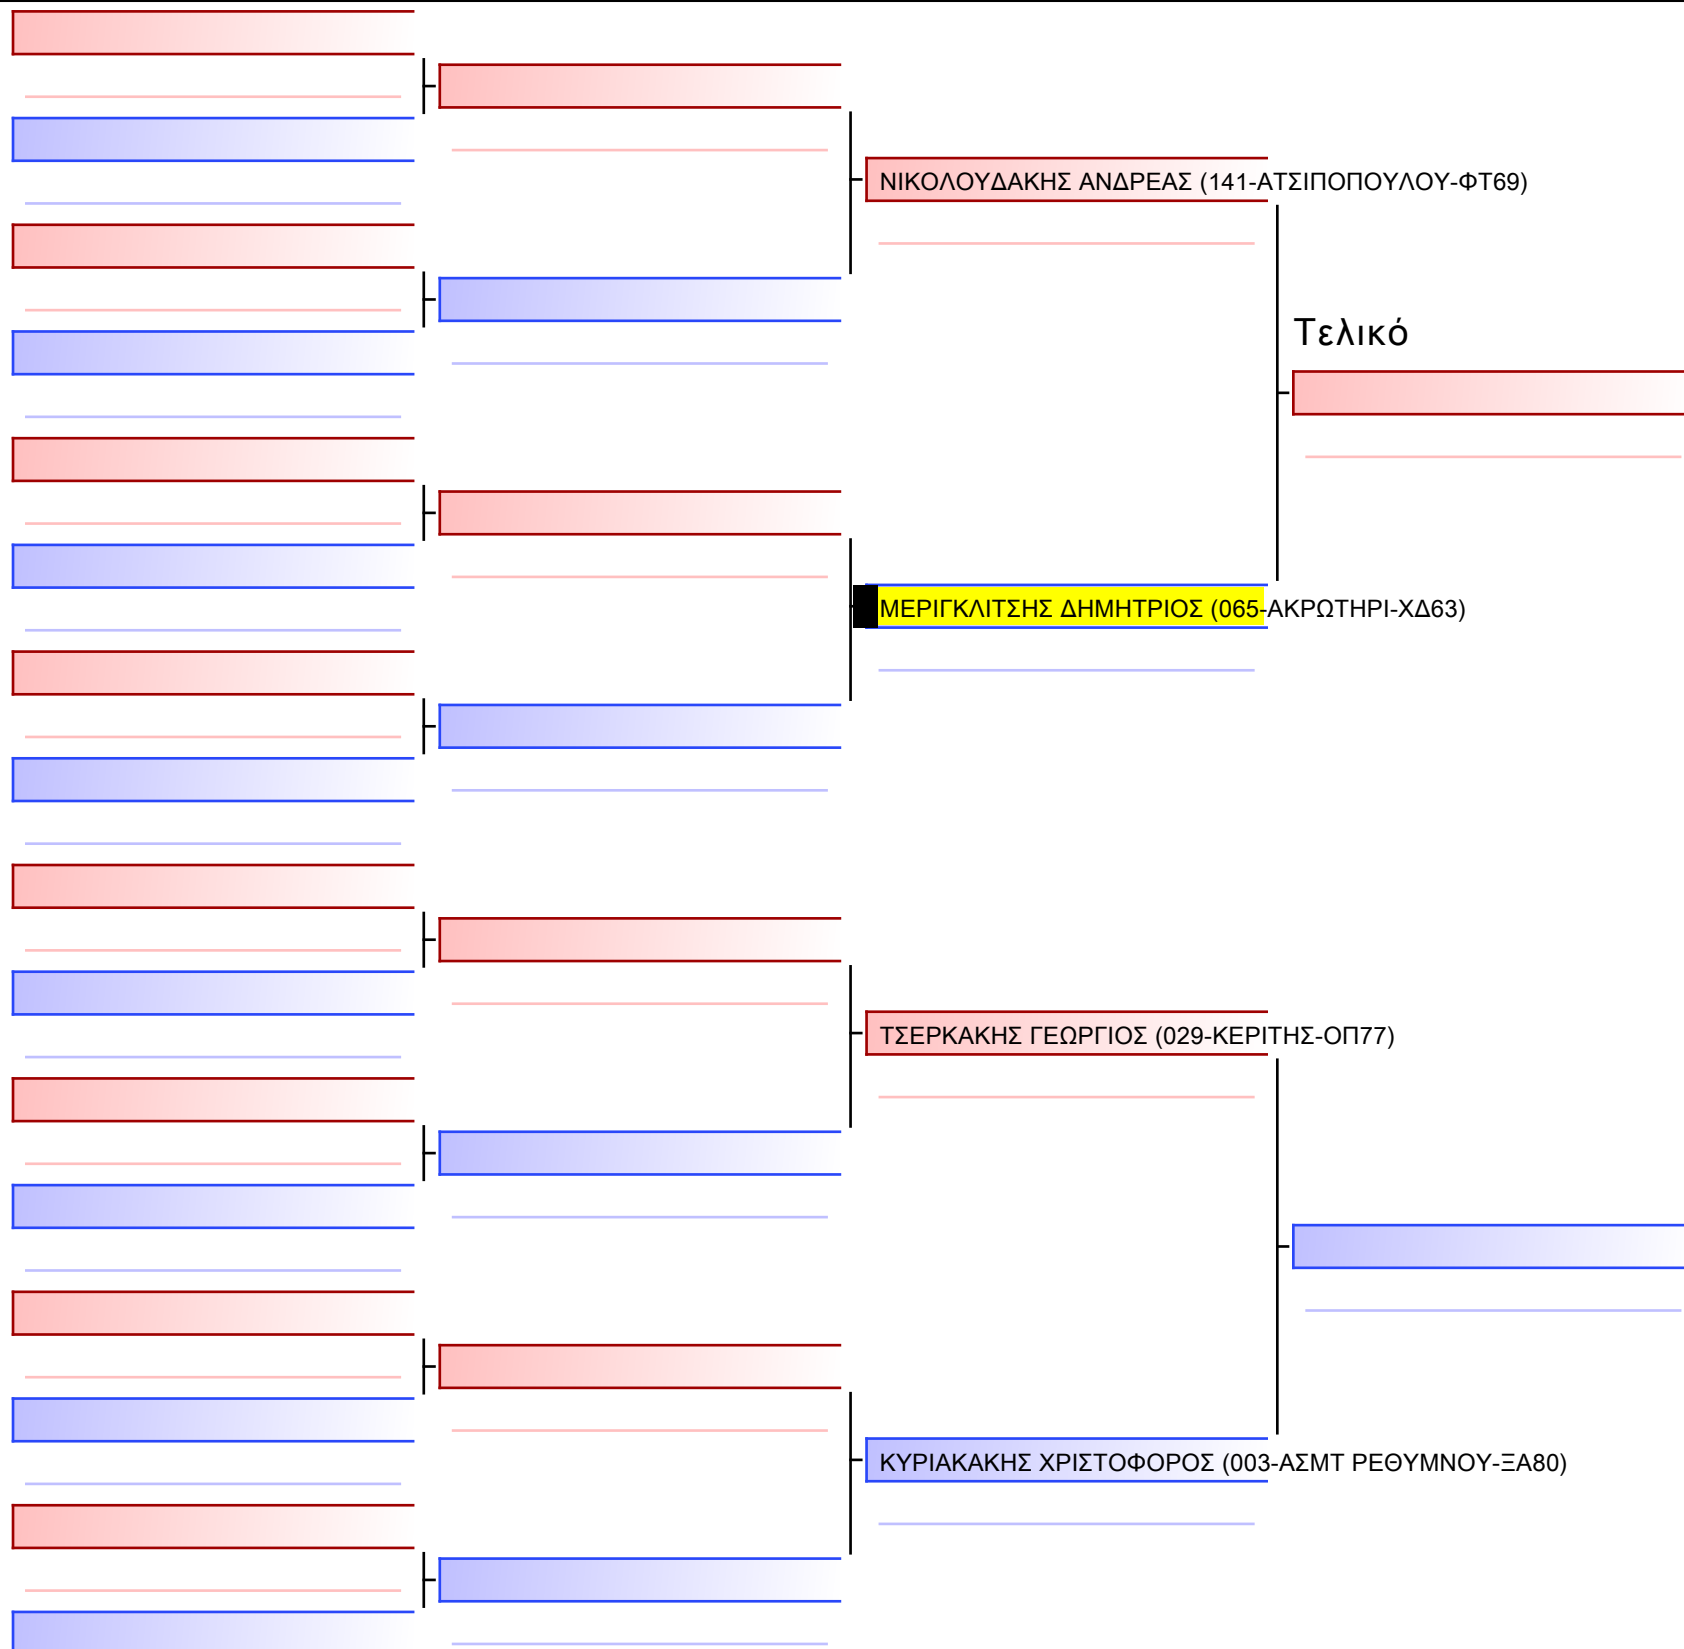 ΝΙΚΟΛΟΥΔΑΚΗΣ ΑΝΔΡΕΑΣ (141-ΑΤΣΙΠΟΠΟΥΛΟΥ-ΦΤ69)
Τελικό
ΜΕΡΙΓΚΛΙΤΣΗΣ ΔΗΜΗΤΡΙΟΣ (065-ΑΚΡΩΤΗΡΙ-ΧΔ63)
ΤΣΕΡΚΑΚΗΣ ΓΕΩΡΓΙΟΣ (029-ΚΕΡΙΤΗΣ-ΟΠ77)
ΚΥΡΙΑΚΑΚΗΣ ΧΡΙΣΤΟΦΟΡΟΣ (003-ΑΣΜΤ ΡΕΘΥΜΝΟΥ-ΞΑ80)